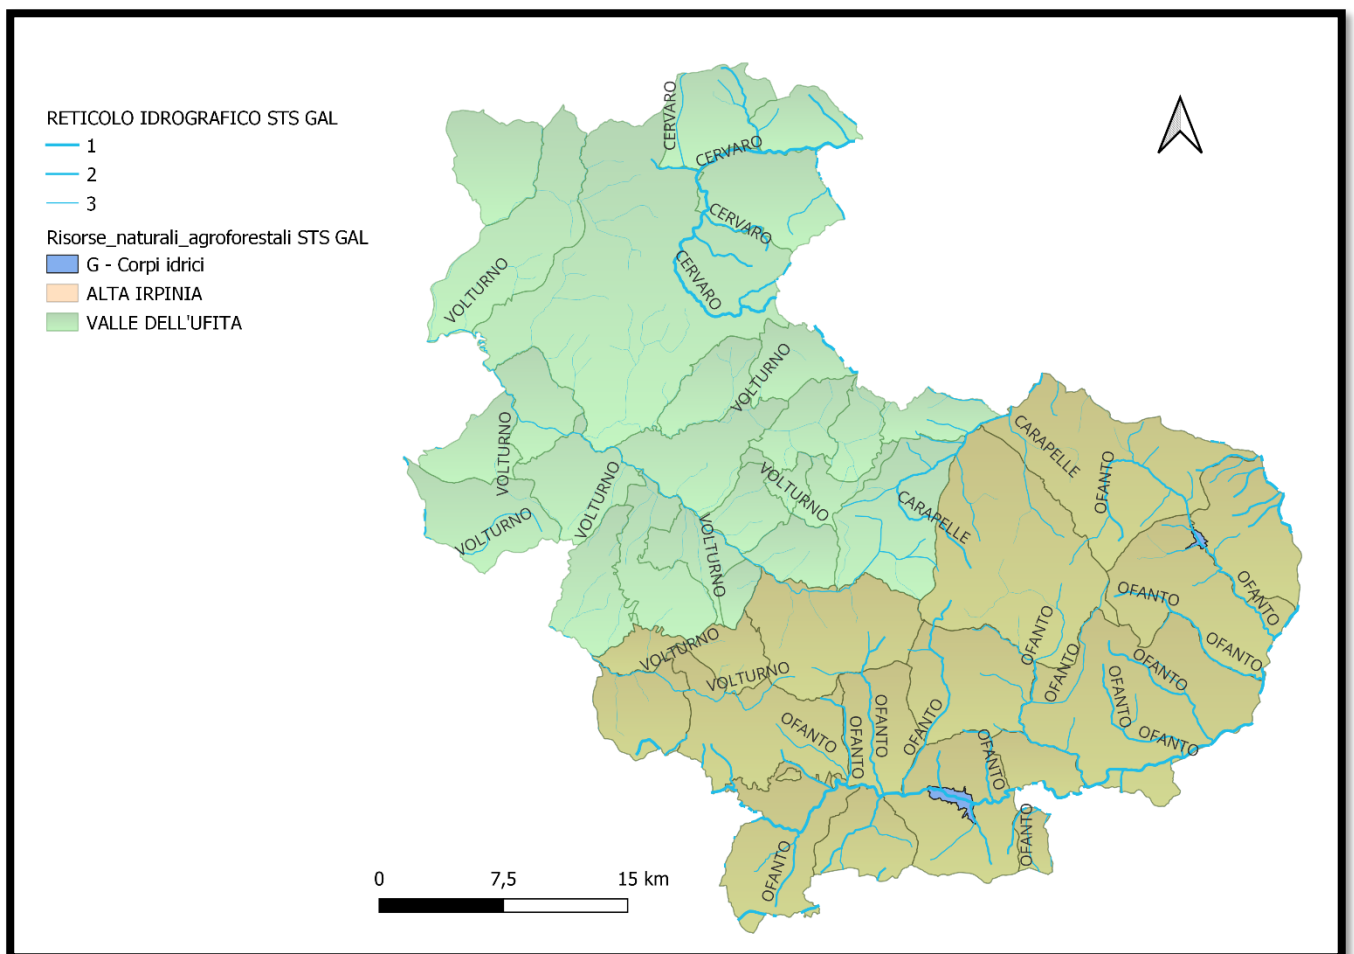 RETICOLO IDROGRAFICO STS GAL
1
2
3
Risorse_naturali_agroforestali STS GAL
G - Corpi idrici
ALTA IRPINIA
VALLE DELL'UFITA
CERVARO
CERVARO
CERVARO
CERVARO
VOLTURNO
VOLTURNO
VOLTURNO
VOLTURNO
VOLTURNO
VOLTURNO
VOLTURNO
CARAPELLE
CARAPELLE
OFANTO
OFANTO
OFANTO
OFANTO
OFANTO
OFANTO
OFANTO
OFANTO
OFANTO
VOLTURNO
VOLTURNO
OFANTO
OFANTO
OFANTO
OFANTO
OFANTO
OFANTO
OFANTO
0 7,5 15 km